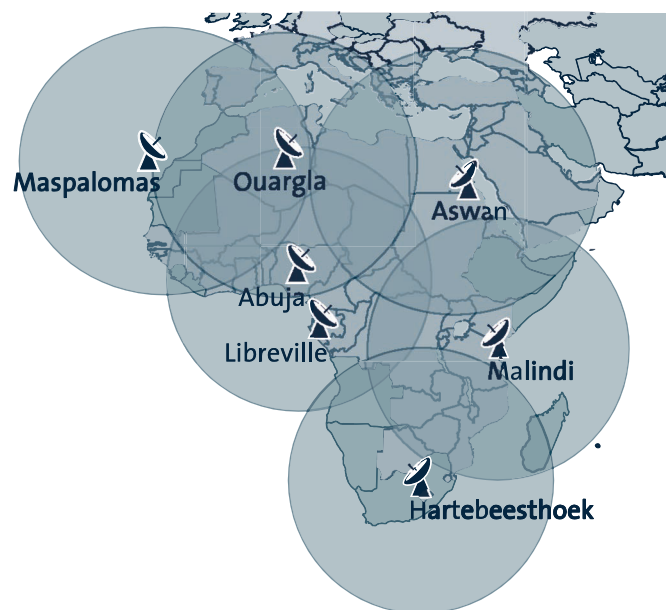 Maspalomas
Ouargla
Aswan
Abuja
Libreville
Malindi
Hartebeesthoek